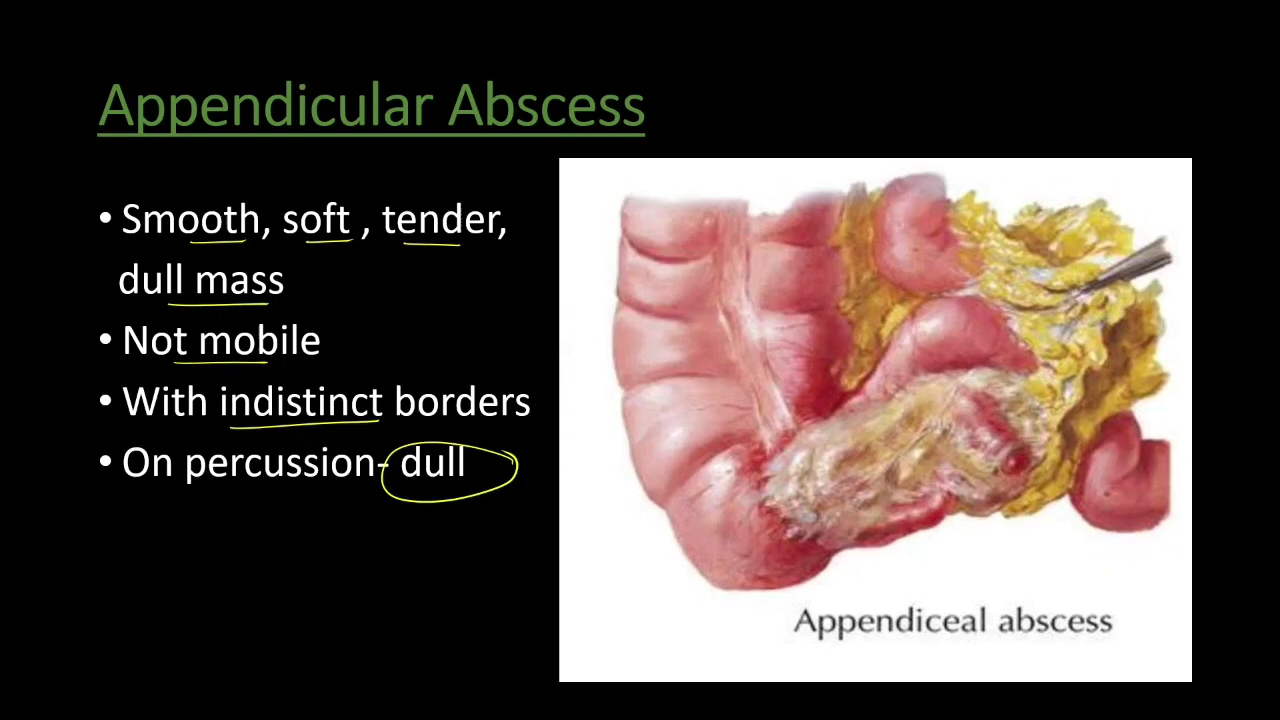 Appendicular Abscess
• Smooth, soft , tender,
dull mass
• Not mobile
• With indistinct borders
• On percussion- dull
Appendiceal abscess